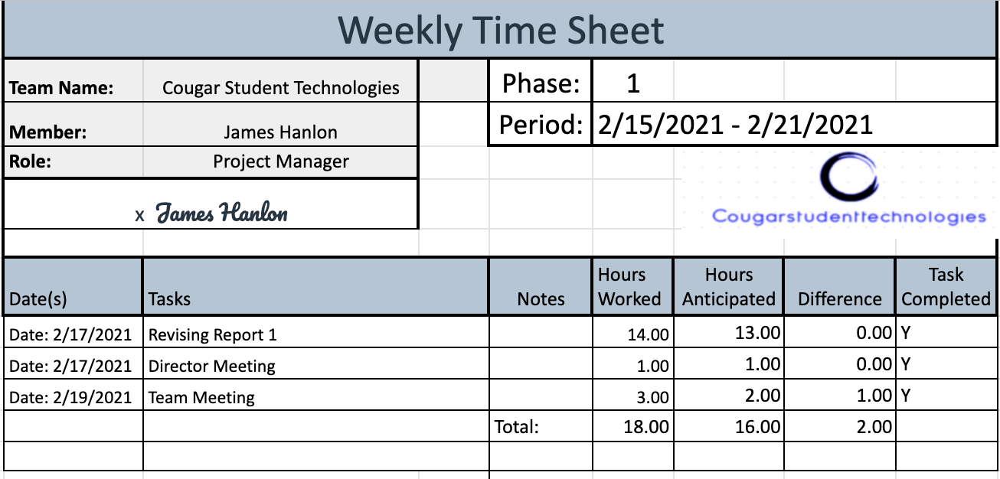 Weekly Time Sheet
Team Name: Cougar Student Technologies Phase: 1
Member: James Hanlon Period: 2/15/2021 - 2/21/2021
Role: Project Manager
x James Hanlon
Cougarstudenttechnologies
Date(s) Tasks Notes Hours Worked Hours Anticipated Difference Task Completed
Date: 2/17/2021 Revising Report 1 14.00 13.00 0.00 Y
Date: 2/17/2021 Director Meeting 1.00 1.00 0.00 Y
Date: 2/19/2021 Team Meeting 3.00 2.00 1.00 Y
Total: 18.00 16.00 2.00